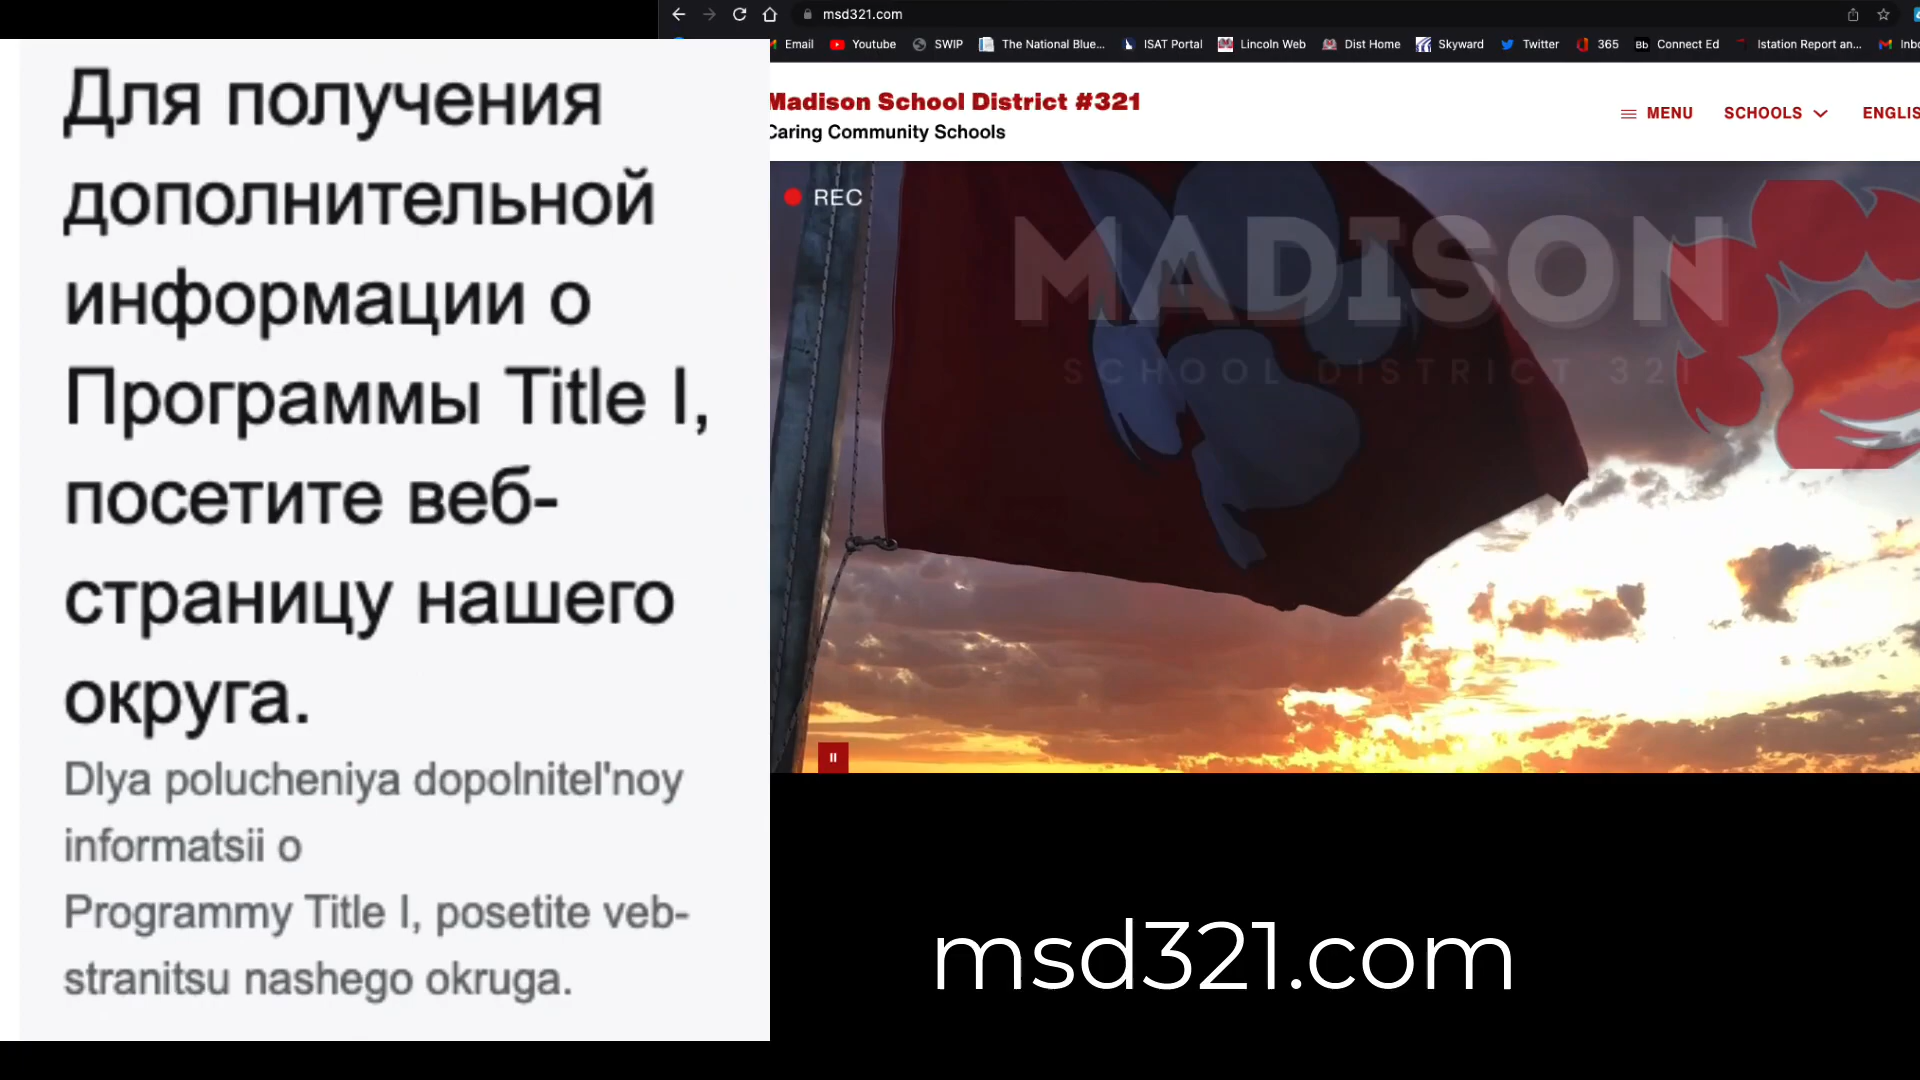 msd321.com
Email Youtube SWIP The National Blue... ISAT Portal Lincoln Web Dist Home Skyward Twitter 365 Bb Connect Ed Istation Report an...
Для получения
дополнительной
информации о
Программы Title I,
посетите веб-
страницу нашего
округа.
Dlya polucheniya dopolnitel'noy
informatsii o
Programmy Title I, posetite veb-
stranitsu nashego okruga.
Madison School District #321
Caring Community Schools
MENU SCHOOLS
REC
MADISON
SCHOOL DISTRICT 321
msd321.com